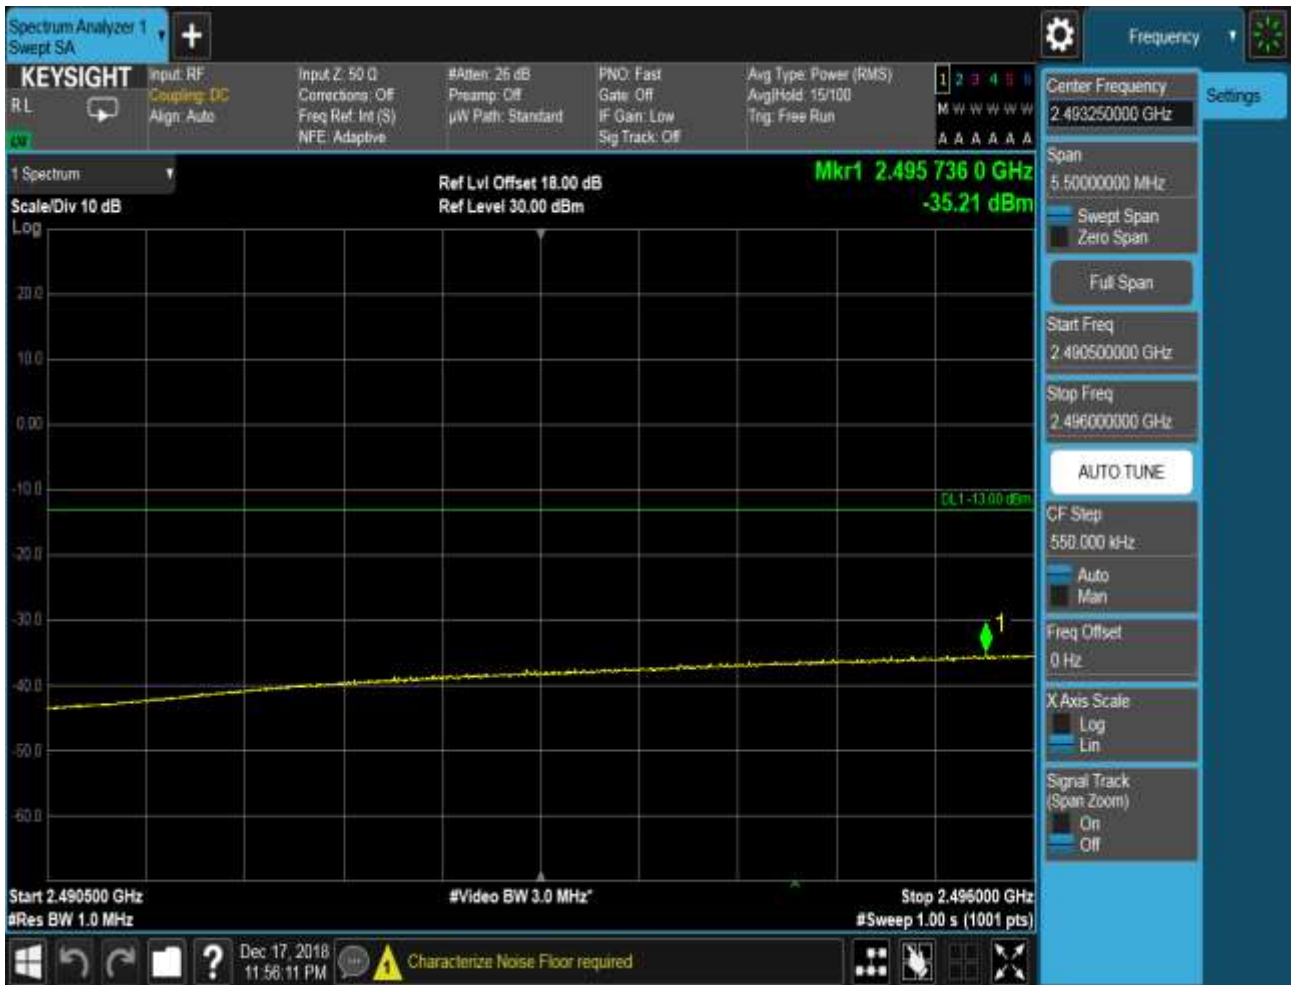 Spectrum Analyzer 1
Swept SA
+
Frequency
KEYSIGHT
RL
Input: RF
Coupling: DC
Align: Auto
Input Z: 50 Ω
Corrections: Off
Freq Ref: Int (S)
NFE: Adaptive
#Atten: 26 dB
Preamp: Off
µW Path: Standard
PNO: Fast
Gate: Off
IF Gain: Low
Sig Track: Off
Avg Type: Power (RMS)
Avg|Hold: 15/100
Trig: Free Run
1 2 3 4 5 6
M W W W W W
A A A A A A
1 Spectrum
Scale/Div 10 dB
Log
Ref Lvl Offset 18.00 dB
Ref Level 30.00 dBm
Mkr1 2.495 736 0 GHz
-35.21 dBm
20.0
10.0
0.00
-10.0
-20.0
-30.0
-40.0
-50.0
-60.0
DL1 -13.00 dBm
1
Start 2.490500 GHz
#Res BW 1.0 MHz
#Video BW 3.0 MHz*
Stop 2.496000 GHz
#Sweep 1.00 s (1001 pts)
Center Frequency
2.493250000 GHz
Settings
Span
5.50000000 MHz
Swept Span
Zero Span
Full Span
Start Freq
2.490500000 GHz
Stop Freq
2.496000000 GHz
AUTO TUNE
CF Step
550.000 kHz
Auto
Man
Freq Offset
0 Hz
X Axis Scale
Log
Lin
Signal Track
(Span Zoom)
On
Off
?
Dec 17, 2018
11:56:11 PM
1
Characterize Noise Floor required